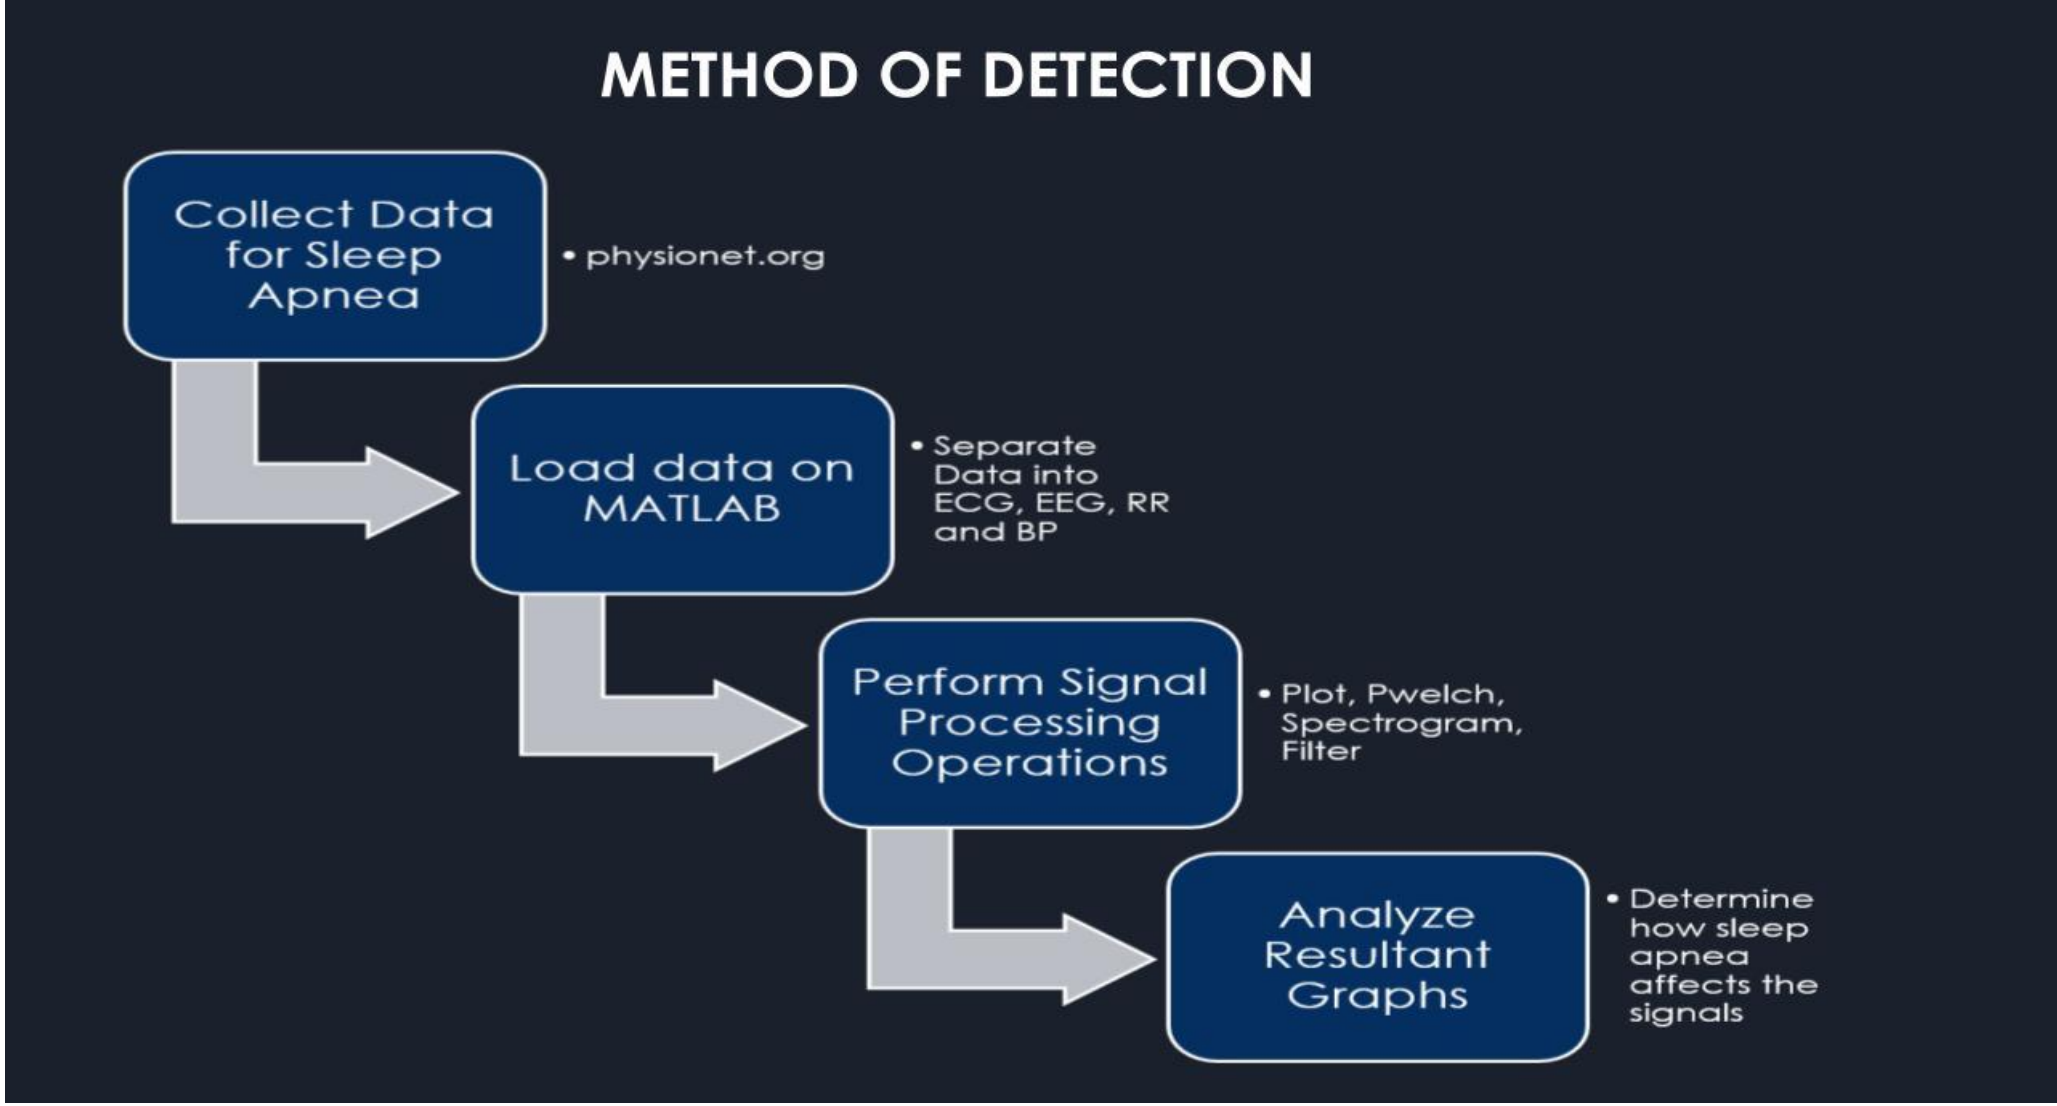 METHOD OF DETECTION
Collect Data
for Sleep
Apnea
• physionet.org
Load data on
MATLAB
• Separate
Data into
ECG, EEG, RR
and BP
Perform Signal
Processing
Operations
• Plot, Pwelch,
Spectrogram,
Filter
Analyze
Resultant
Graphs
• Determine
how sleep
apnea
affects the
signals